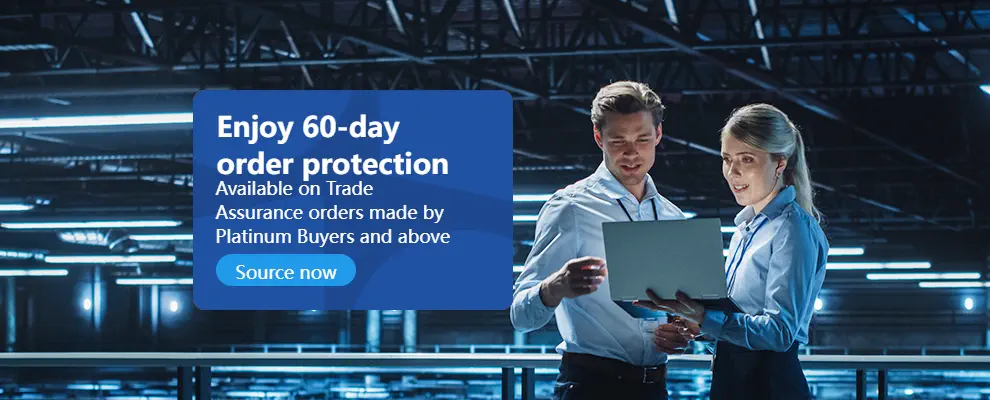 Enjoy 60-day
order protection
Available on Trade
Assurance orders made by
Platinum Buyers and above
Source now